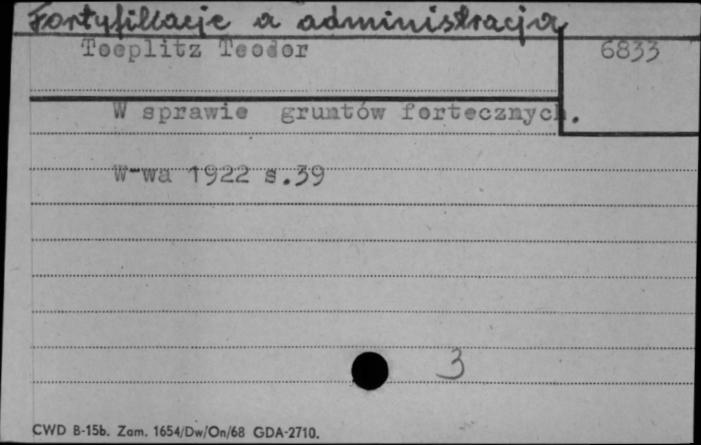 Fortyfikacje a administracja
Toeplitz Teodor
6833
W sprawie gruntów fortecznych.
W-wa 1922 s.39
3
CWD B-15b. Zam. 1654/Dw/On/68 GDA-2710.